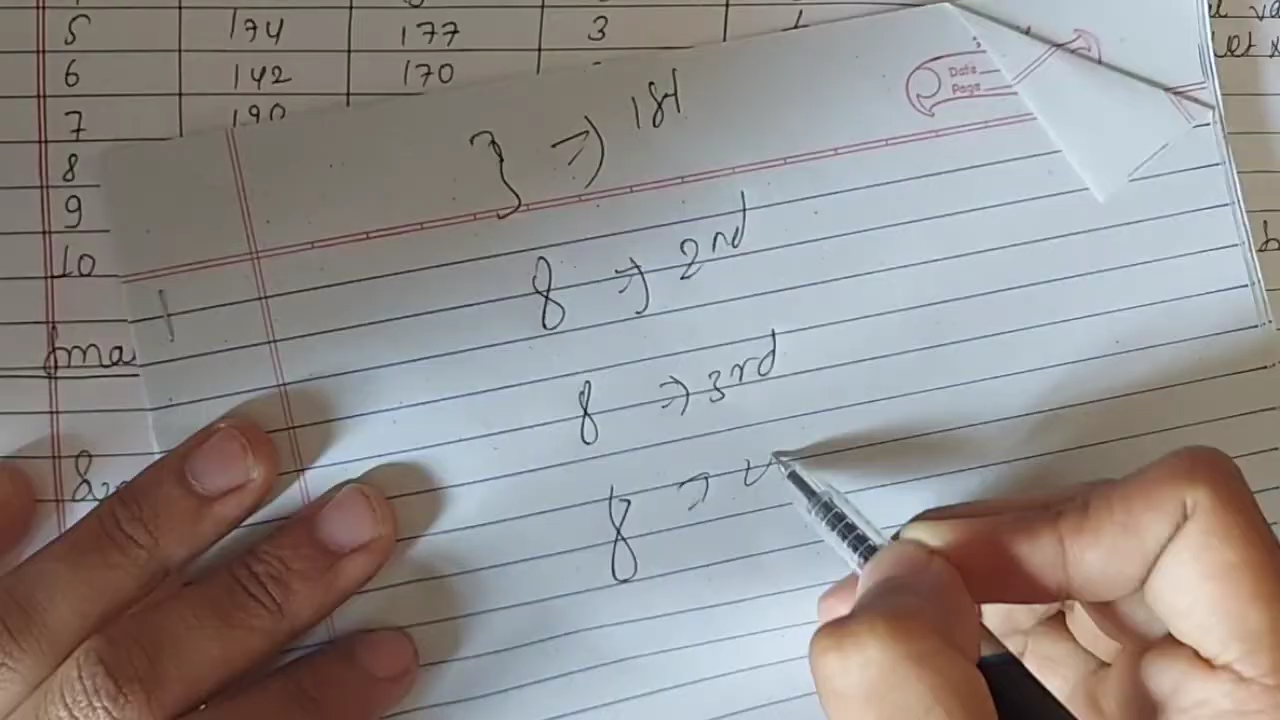 5 174 177 3
6 142 170
7 190
8
9
10
Date
Page
} => 1st
8 => 2nd
8 => 3rd
8